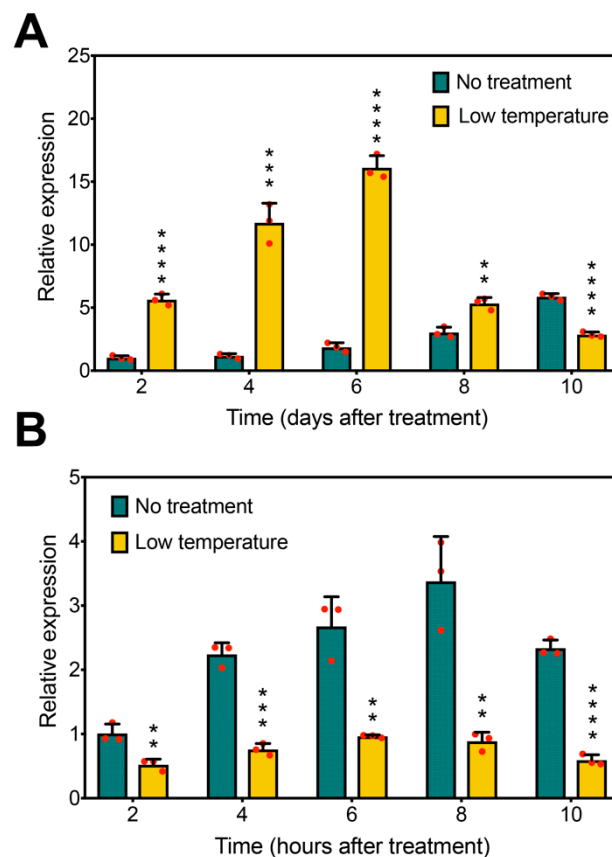 A
25
20
15
10
5
0
Relative expression
No treatment
Low temperature
****
***
****
**
****
2 4 6 8 10
Time (days after treatment)
B
5
4
3
2
1
0
Relative expression
No treatment
Low temperature
**
***
**
**
****
2 4 6 8 10
Time (hours after treatment)